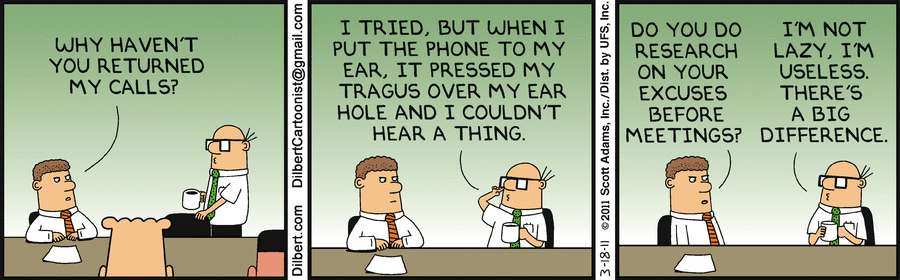 WHY HAVEN'T
YOU RETURNED
MY CALLS?
Dilbert.com DilbertCartoonist@gmail.com
I TRIED, BUT WHEN I
PUT THE PHONE TO MY
EAR, IT PRESSED MY
TRAGUS OVER MY EAR
HOLE AND I COULDN'T
HEAR A THING.
3-18-11 ©2011 Scott Adams, Inc./Dist. by UFS, Inc.
DO YOU DO
RESEARCH
ON YOUR
EXCUSES
BEFORE
MEETINGS?
I'M NOT
LAZY, I'M
USELESS.
THERE'S
A BIG
DIFFERENCE.